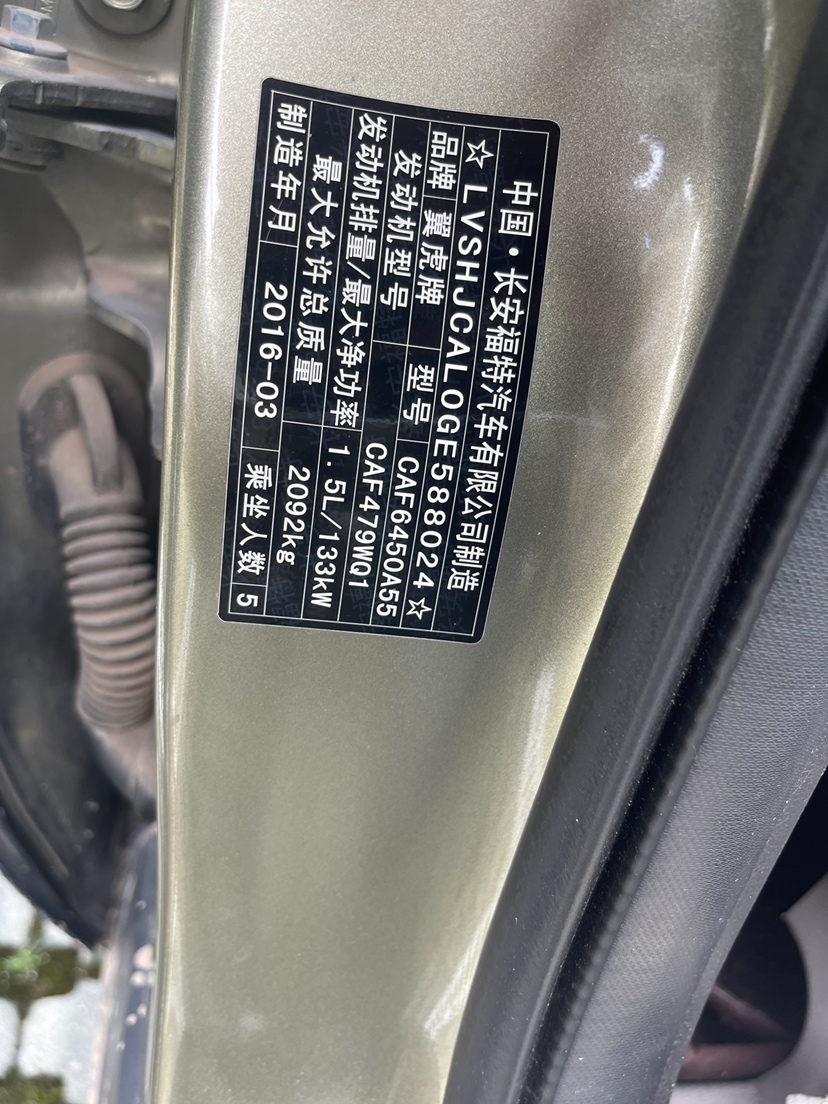 中国·长安福特汽车有限公司制造
☆LVSHJCAL0GE588024☆
品牌 翼虎牌 型号 CAF6450A55
发动机型号 CAF479WQ1
发动机排量/最大净功率 1.5L/133kW
最大允许总质量 2092kg
制造年月 2016-03 乘坐人数 5